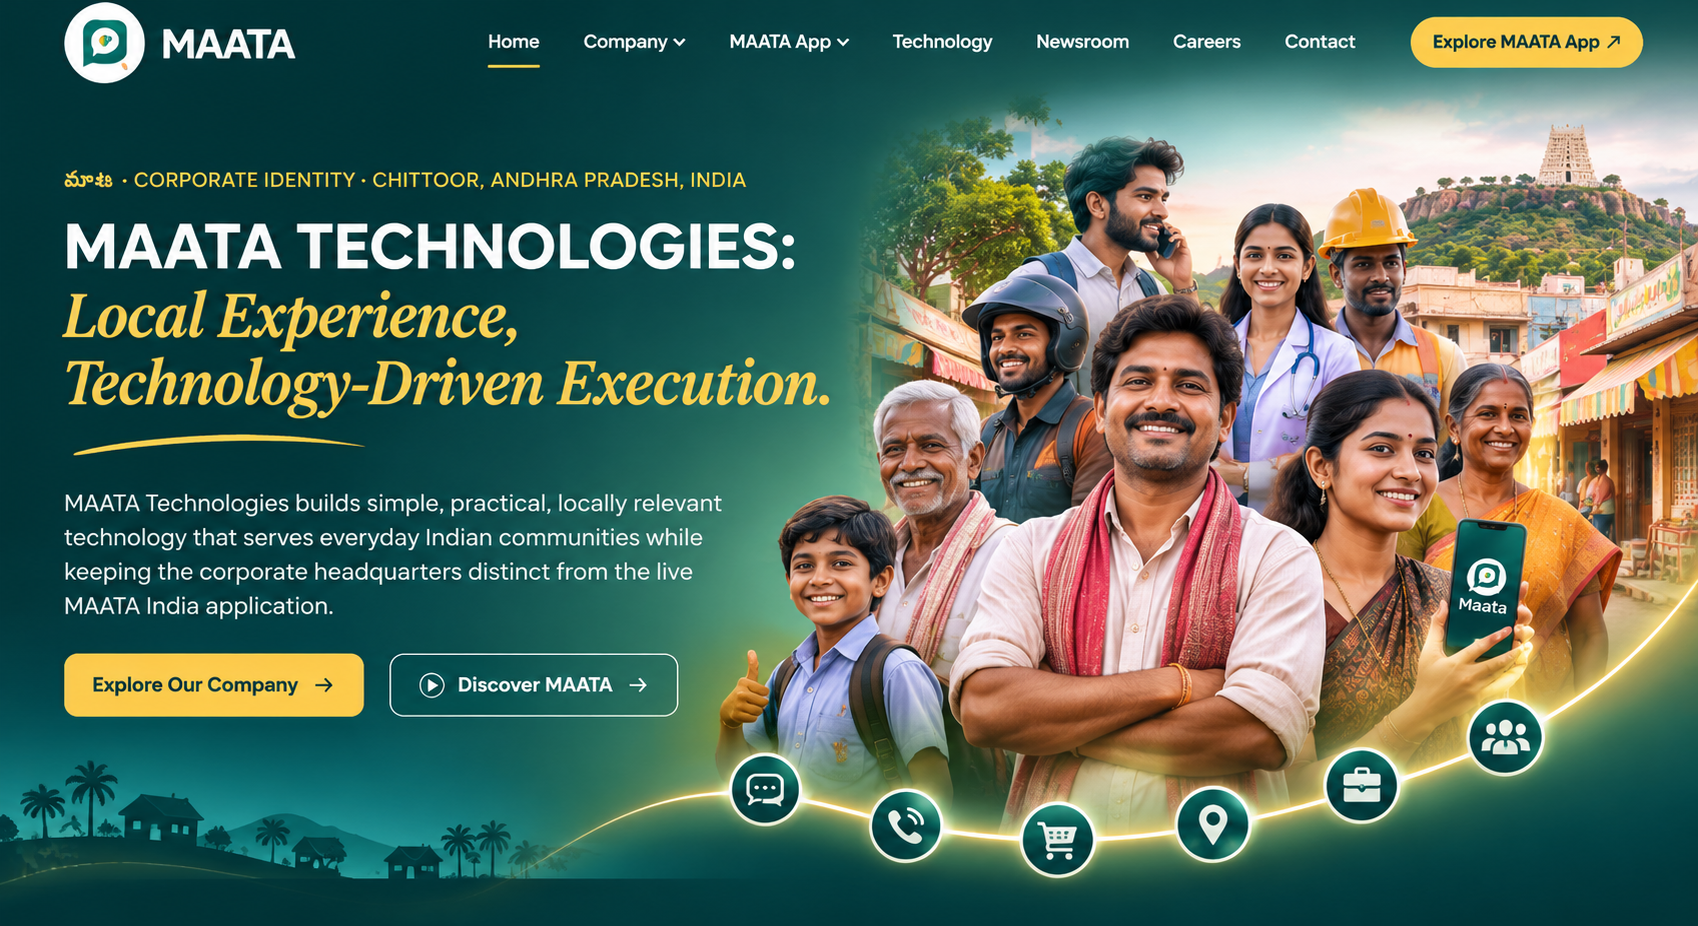 MAATA
Home
Company
MAATA App
Technology
Newsroom
Careers
Contact
Explore MAATA App
· CORPORATE IDENTITY · CHITTOOR, ANDHRA PRADESH, INDIA
MAATA TECHNOLOGIES:
Local Experience,
Technology-Driven Execution.
MAATA Technologies builds simple, practical, locally relevant
technology that serves everyday Indian communities while
keeping the corporate headquarters distinct from the live
MAATA India application.
Explore Our Company
Discover MAATA
Maata